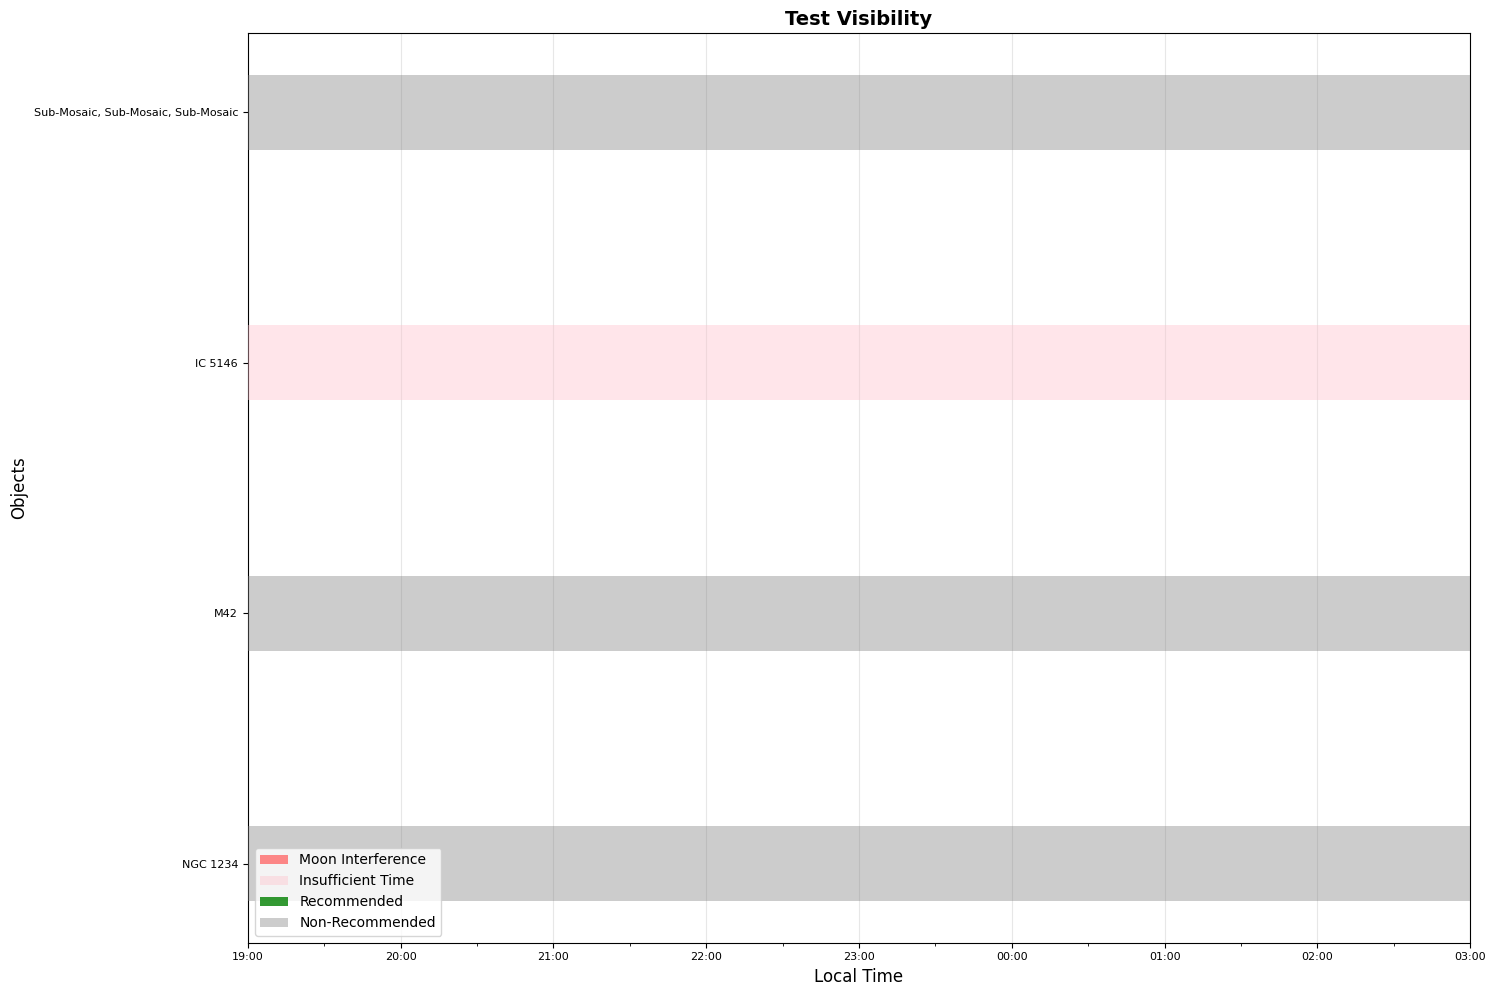 Test Visibility
Sub-Mosaic, Sub-Mosaic, Sub-Mosaic
IC 5146
Objects
M42
NGC 1234
Moon Interference
Insufficient Time
Recommended
Non-Recommended
19:00 20:00 21:00 22:00 23:00 00:00 01:00 02:00 03:00
Local Time